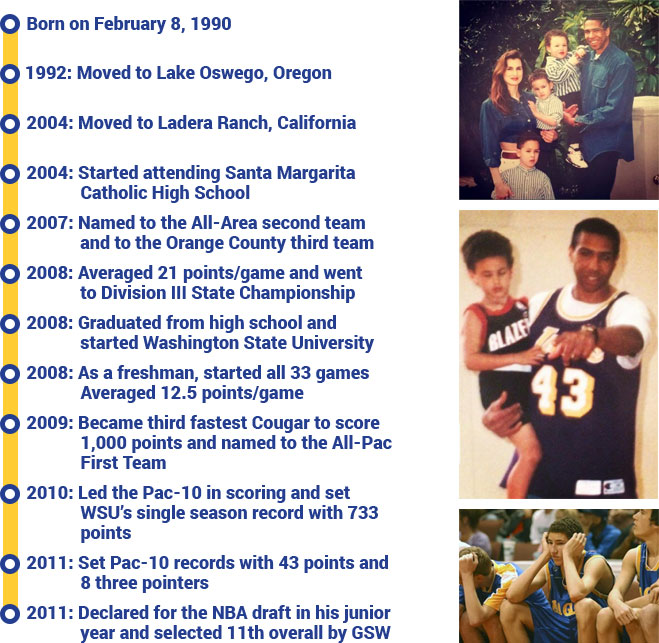 Born on February 8, 1990
1992: Moved to Lake Oswego, Oregon
2004: Moved to Ladera Ranch, California
2004: Started attending Santa Margarita
Catholic High School
2007: Named to the All-Area second team
and to the Orange County third team
2008: Averaged 21 points/game and went
to Division III State Championship
2008: Graduated from high school and
started Washington State University
2008: As a freshman, started all 33 games
Averaged 12.5 points/game
2009: Became third fastest Cougar to score
1,000 points and named to the All-Pac
First Team
2010: Led the Pac-10 in scoring and set
WSU's single season record with 733
points
2011: Set Pac-10 records with 43 points and
8 three pointers
2011: Declared for the NBA draft in his junior
year and selected 11th overall by GSW
BLAZE
43